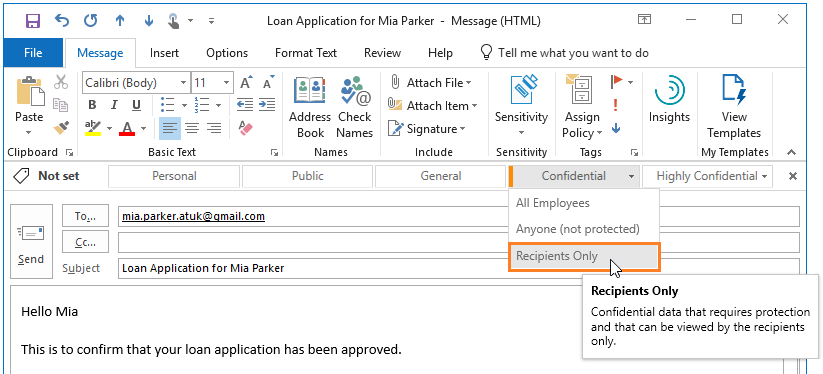 Loan Application for Mia Parker - Message (HTML)
File Message Insert Options Format Text Review Help Tell me what you want to do
Paste
Clipboard
Calibri (Body) 11
A A
B I U
ab A A
Basic Text
Address Book
Check Names
Names
Attach File
Attach Item
Signature
Include
Sensitivity
Sensitivity
Assign Policy
Tags
Insights
View Templates
My Templates
Not set Personal Public General Confidential Highly Confidential
All Employees
Anyone (not protected)
Recipients Only
Send
To... mia.parker.atuk@gmail.com
Cc...
Subject Loan Application for Mia Parker
Recipients Only
Confidential data that requires protection
and that can be viewed by the recipients
only.
Hello Mia
This is to confirm that your loan application has been approved.